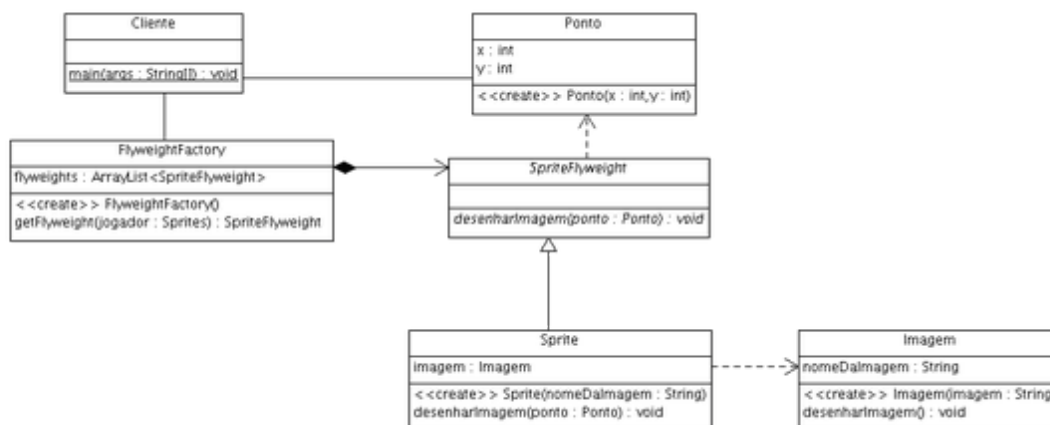 Cliente
main(args : String[]) : void
Ponto
x : int
y : int
<<create>> Ponto(x : int,y : int)
FlyweightFactory
flyweights : ArrayList<SpriteFlyweight>
<<create>> FlyweightFactory()
getFlyweight(jogador : Sprites) : SpriteFlyweight
SpriteFlyweight
desenharImagem(ponto : Ponto) : void
Sprite
imagem : Imagem
<<create>> Sprite(nomeDaImagem : String)
desenharImagem(ponto : Ponto) : void
Imagem
nomeDaImagem : String
<<create>> Imagem(imagem : String
desenharImagem() : void